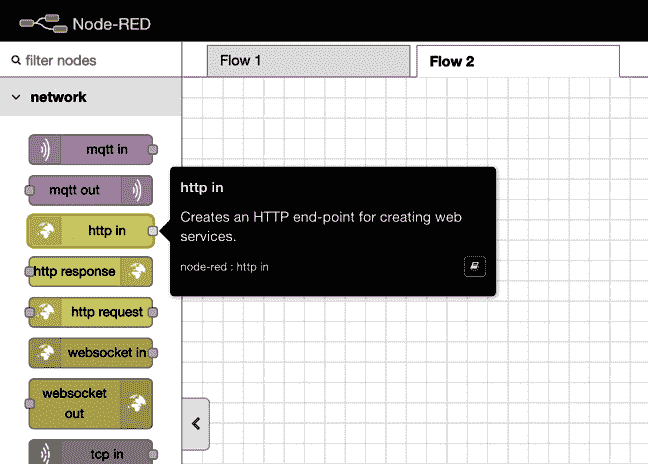 Node-RED
filter nodes
Flow 1
Flow 2
network
mqtt in
mqtt out
http in
http response
http request
websocket in
websocket
out
tcp in
http in
Creates an HTTP end-point for creating web
services.
node-red : http in